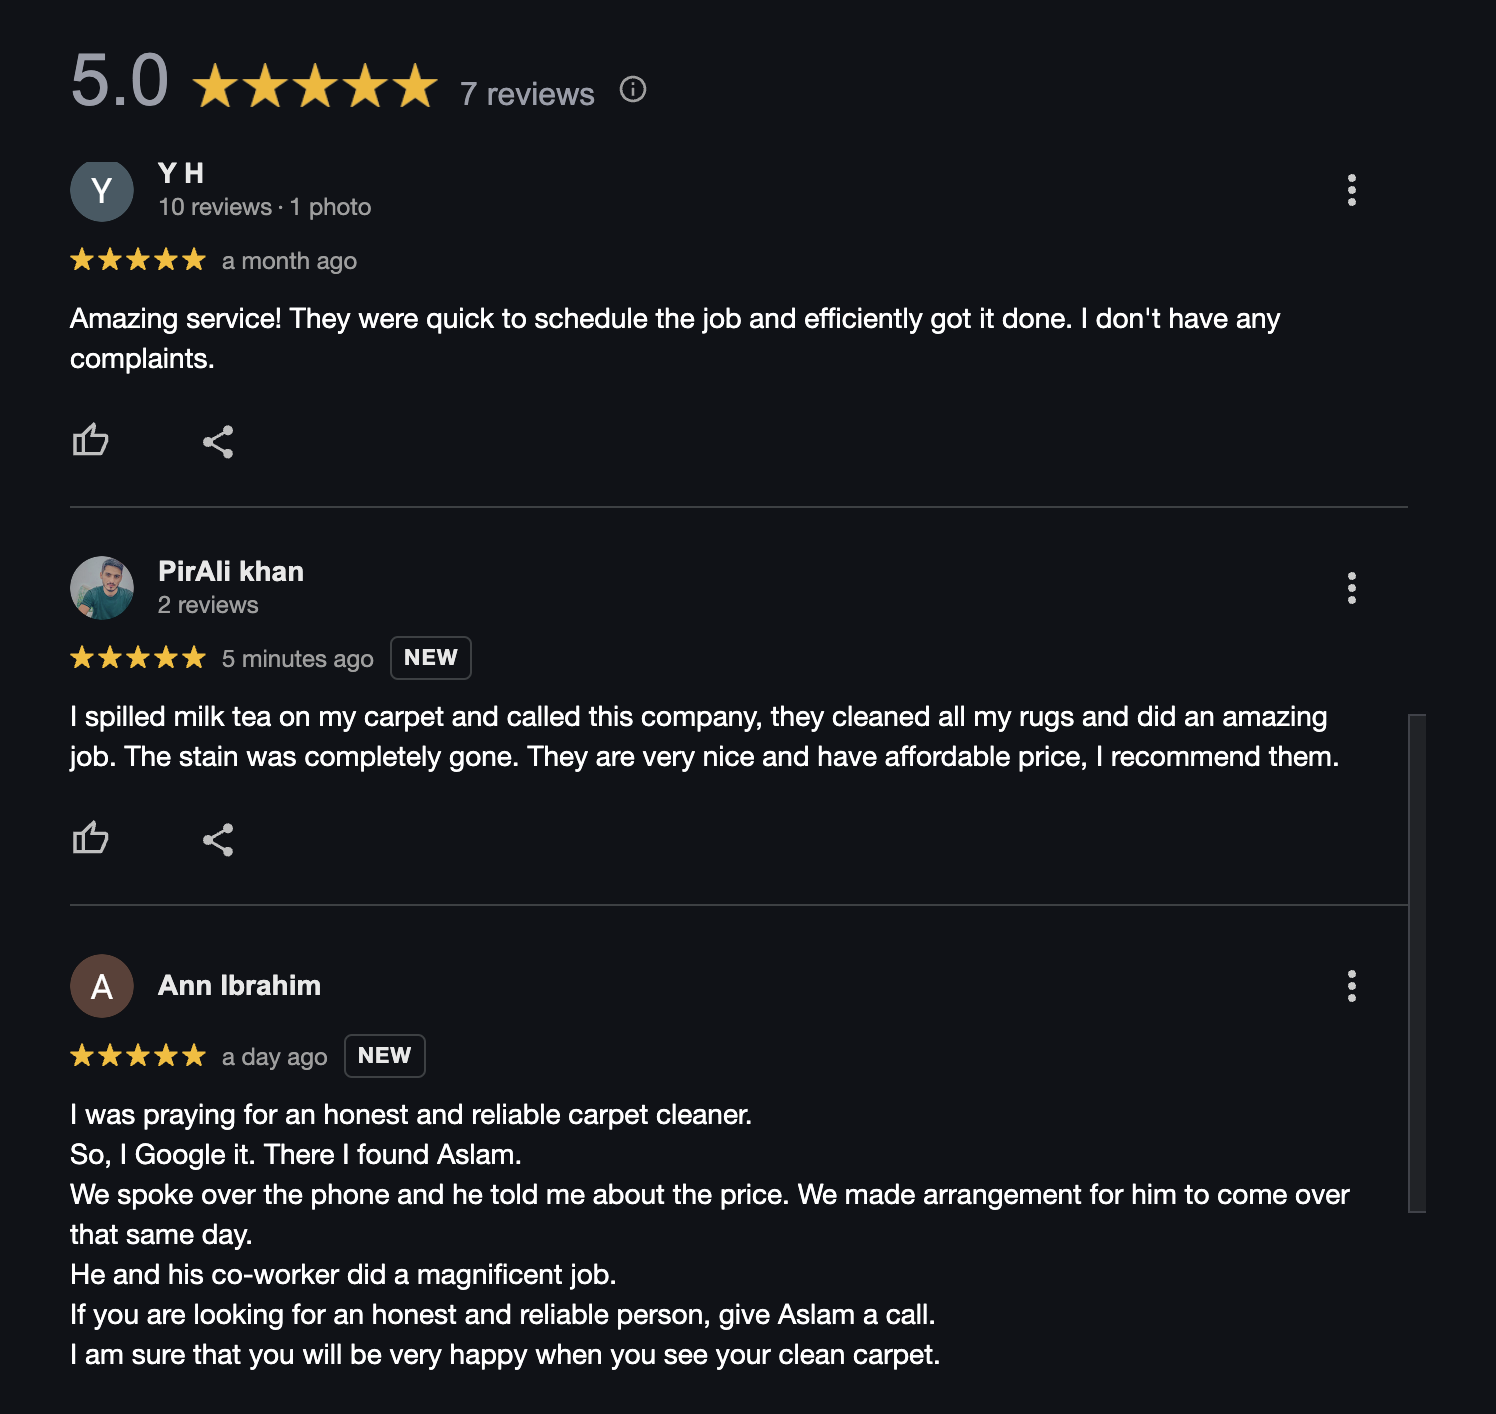 5.0 7 reviews
Y
Y H
10 reviews · 1 photo
a month ago
Amazing service! They were quick to schedule the job and efficiently got it done. I don't have any
complaints.
PirAli khan
2 reviews
5 minutes ago NEW
I spilled milk tea on my carpet and called this company, they cleaned all my rugs and did an amazing
job. The stain was completely gone. They are very nice and have affordable price, I recommend them.
A
Ann Ibrahim
a day ago NEW
I was praying for an honest and reliable carpet cleaner.
So, I Google it. There I found Aslam.
We spoke over the phone and he told me about the price. We made arrangement for him to come over
that same day.
He and his co-worker did a magnificent job.
If you are looking for an honest and reliable person, give Aslam a call.
I am sure that you will be very happy when you see your clean carpet.